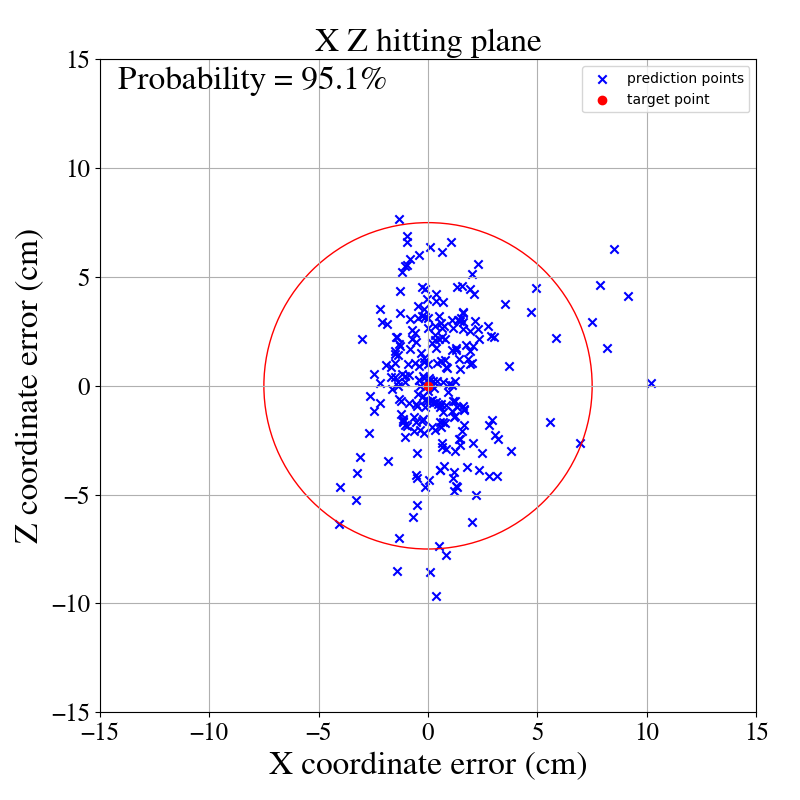 X Z hitting plane
Probability = 95.1%
prediction points
target point
Z coordinate error (cm)
15
10
5
0
−5
−10
−15
−15
−10
−5
0
5
10
15
X coordinate error (cm)